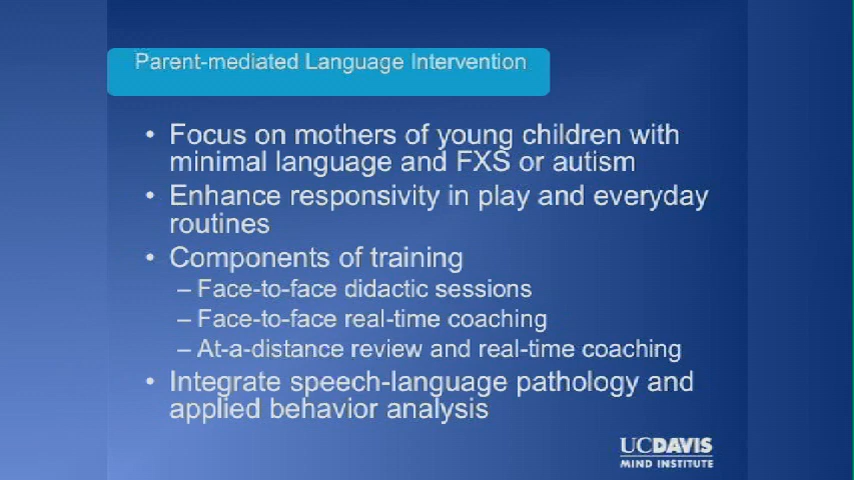 Parent-mediated Language Intervention
• Focus on mothers of young children with
minimal language and FXS or autism
• Enhance responsivity in play and everyday
routines
• Components of training
– Face-to-face didactic sessions
– Face-to-face real-time coaching
– At-a-distance review and real-time coaching
• Integrate speech-language pathology and
applied behavior analysis
UCDAVIS
MIND INSTITUTE